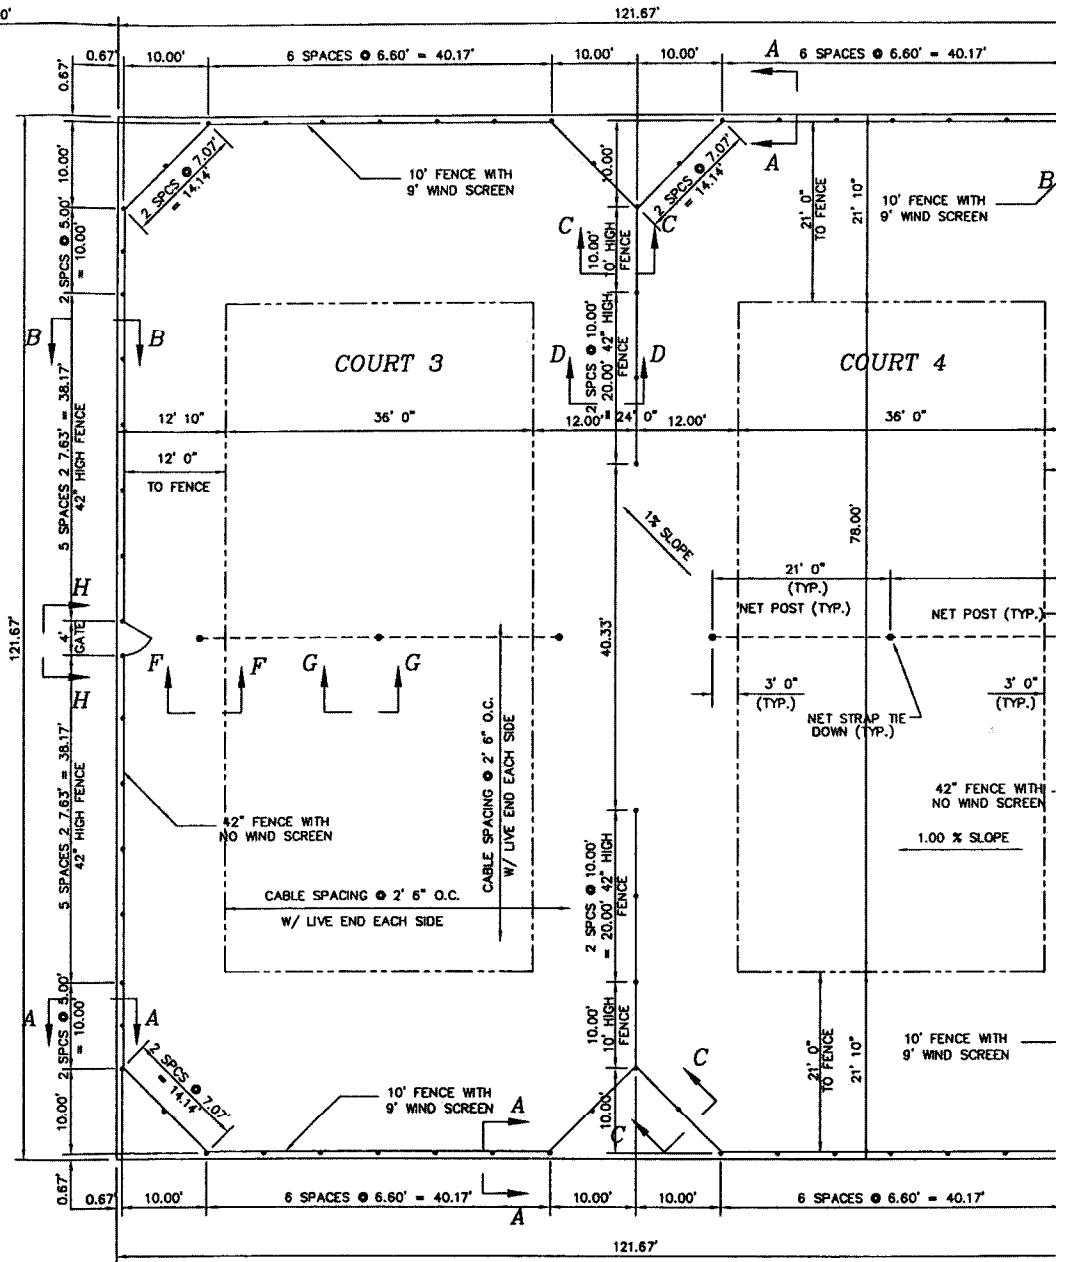 0'
121.67'
0.67'
10.00'
6 SPACES @ 6.60' = 40.17'
10.00'
10.00'
A
6 SPACES @ 6.60' = 40.17'
0.67'
10.00'
2 SPCS @ 7.07'
= 14.14'
10' FENCE WITH
9' WIND SCREEN
10.00'
2 SPCS @ 7.07'
= 14.14'
A
21' 0"
TO FENCE
21' 10"
10' FENCE WITH
9' WIND SCREEN
B
2 SPCS @ 5.00'
= 10.00'
C
C
10.00'
10' HIGH
FENCE
B
B
COURT 3
D
D
2 SPCS @ 10.00'
= 20.00' 42" HIGH
FENCE
COURT 4
12' 10"
36' 0"
12.00'
24' 0"
12.00'
36' 0"
12' 0"
TO FENCE
5 SPACES 2 7.63' = 38.17'
42" HIGH FENCE
1% SLOPE
78.00'
21' 0"
(TYP.)
NET POST (TYP.)
NET POST (TYP.)
H
4'
GATE
H
121.67'
F
F
G
G
40.33'
3' 0"
(TYP.)
3' 0"
(TYP.)
NET STRAP TIE
DOWN (TYP.)
CABLE SPACING @ 2' 6" O.C.
W/ LIVE END EACH SIDE
5 SPACES 2 7.63' = 38.17'
42" HIGH FENCE
42" FENCE WITH
NO WIND SCREEN
42" FENCE WITH
NO WIND SCREEN
1.00 % SLOPE
CABLE SPACING @ 2' 6" O.C.
W/ LIVE END EACH SIDE
2 SPCS @ 10.00'
= 20.00' 42" HIGH
FENCE
2 SPCS @ 5.00'
= 10.00'
A
A
10.00'
10' HIGH
FENCE
21' 0"
TO FENCE
21' 10"
10' FENCE WITH
9' WIND SCREEN
2 SPCS @ 7.07'
= 14.14'
C
10' FENCE WITH
9' WIND SCREEN
A
10.00'
C
10.00'
0.67'
0.67'
10.00'
6 SPACES @ 6.60' = 40.17'
A
10.00'
10.00'
6 SPACES @ 6.60' = 40.17'
121.67'